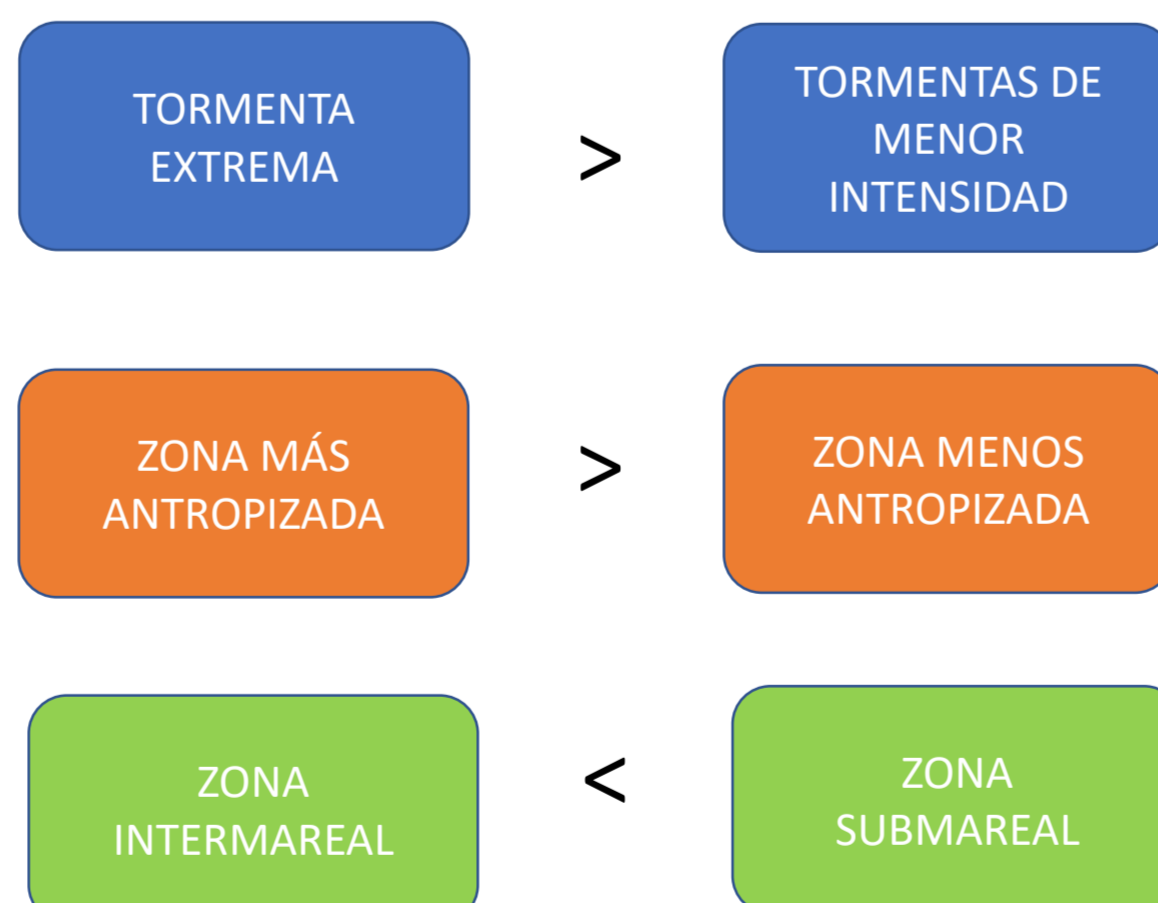 TORMENTA
EXTREMA
>
TORMENTAS DE
MENOR
INTENSIDAD
ZONA MÁS
ANTROPIZADA
>
ZONA MENOS
ANTROPIZADA
ZONA
INTERMAREAL
<
ZONA
SUBMAREAL